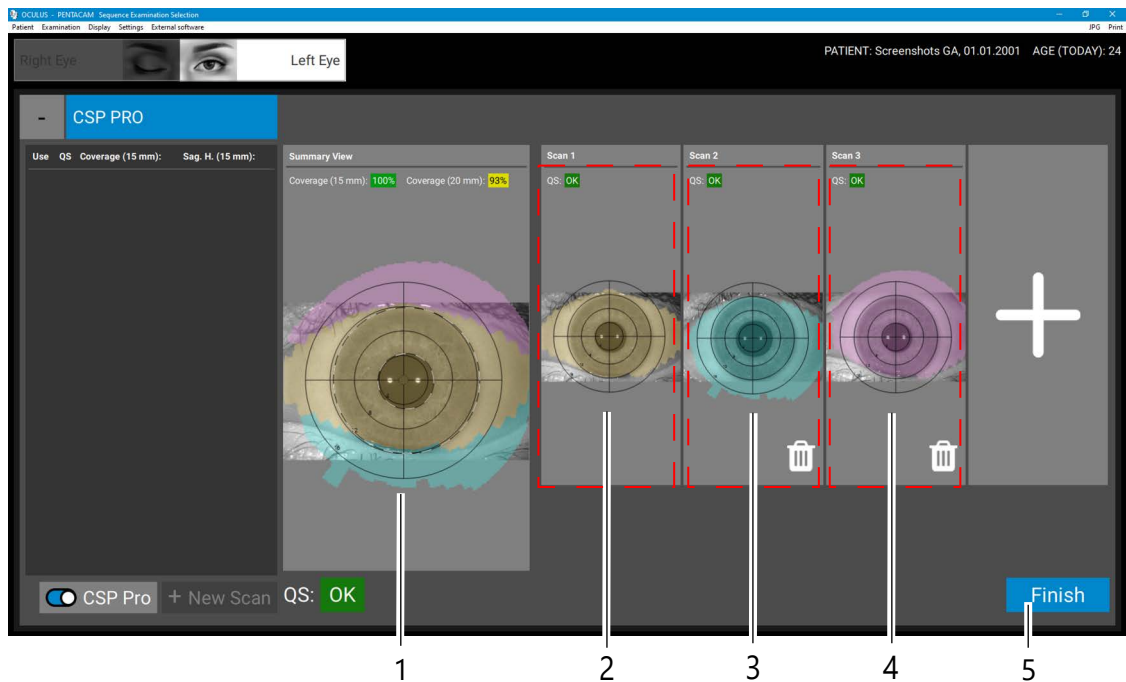 OCULUS - PENTACAM Sequence Examination Selection
Patient Examination Display Settings External software JPG Print
Right Eye Left Eye PATIENT: Screenshots GA, 01.01.2001 AGE (TODAY): 24
- CSP PRO
Use QS Coverage (15 mm): Sag. H. (15 mm):
Summary View
Coverage (15 mm): 100% Coverage (20 mm): 93%
Scan 1
QS: OK
Scan 2
QS: OK
Scan 3
QS: OK
CSP Pro + New Scan QS: OK Finish
1 2 3 4 5